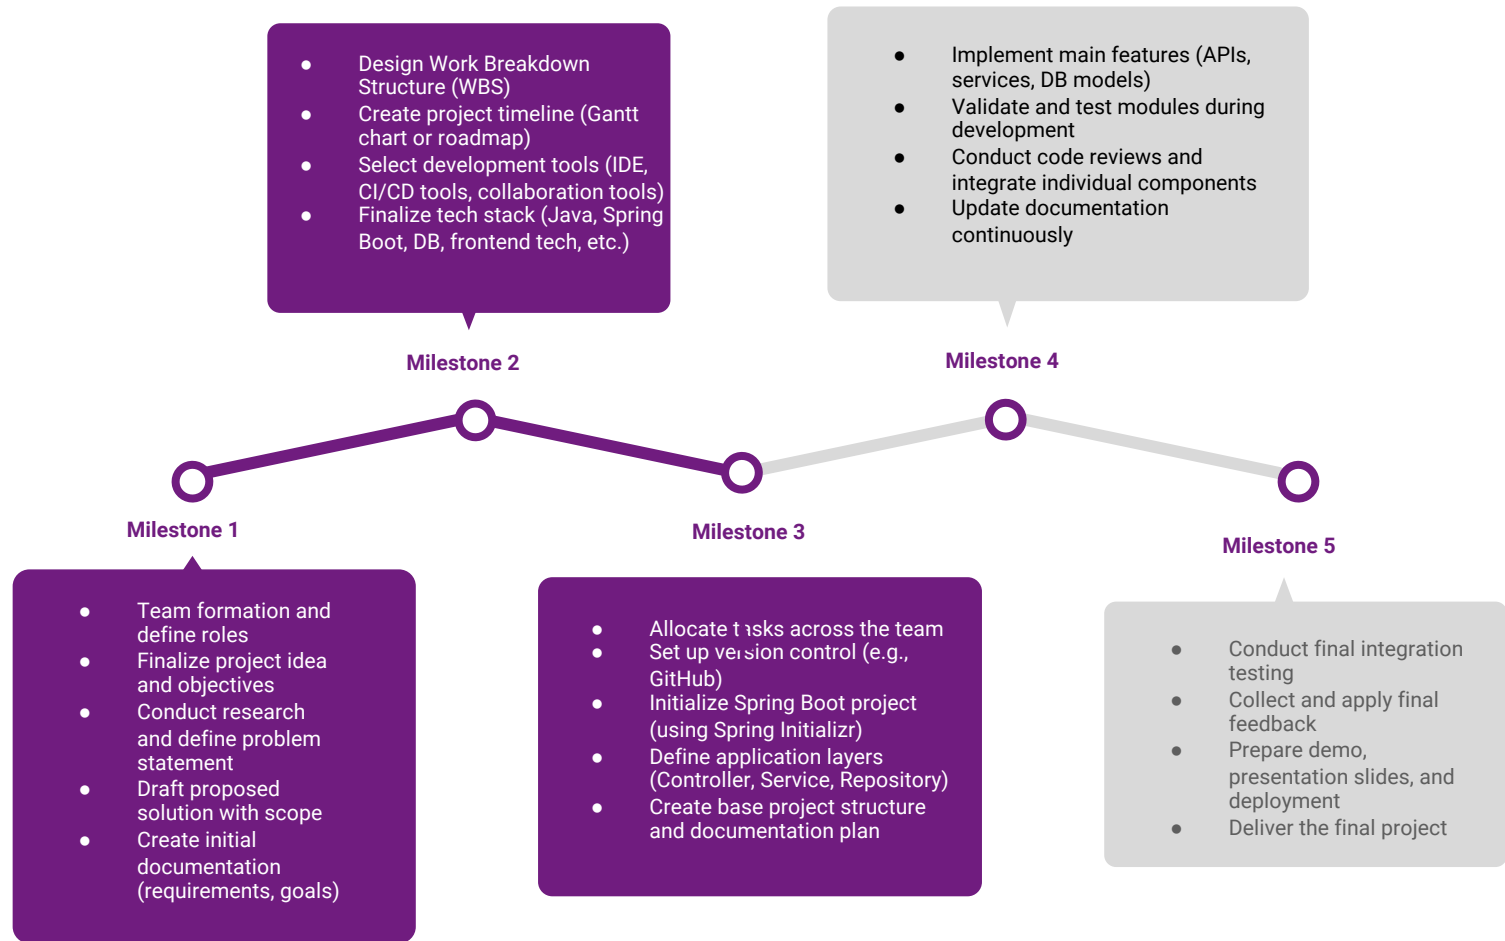 ● Design Work Breakdown
Structure (WBS)
● Create project timeline (Gantt
chart or roadmap)
● Select development tools (IDE,
CI/CD tools, collaboration tools)
● Finalize tech stack (Java, Spring
Boot, DB, frontend tech, etc.)
Milestone 2
● Implement main features (APIs,
services, DB models)
● Validate and test modules during
development
● Conduct code reviews and
integrate individual components
● Update documentation
continuously
Milestone 4
Milestone 1
● Team formation and
define roles
● Finalize project idea
and objectives
● Conduct research
and define problem
statement
● Draft proposed
solution with scope
● Create initial
documentation
(requirements, goals)
Milestone 3
● Allocate tasks across the team
● Set up version control (e.g.,
GitHub)
● Initialize Spring Boot project
(using Spring Initializr)
● Define application layers
(Controller, Service, Repository)
● Create base project structure
and documentation plan
Milestone 5
● Conduct final integration
testing
● Collect and apply final
feedback
● Prepare demo,
presentation slides, and
deployment
● Deliver the final project